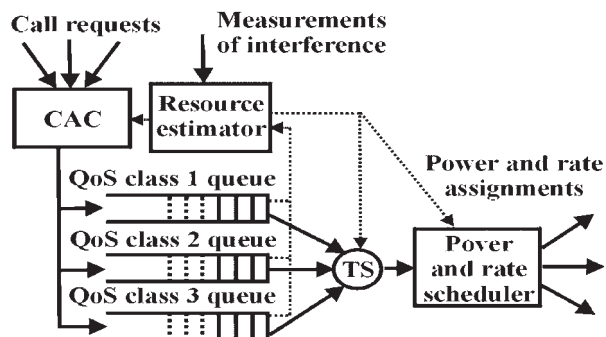 Call requests
Measurements
of interference
CAC
Resource
estimator
Power and rate
assignments
QoS class 1 queue
QoS class 2 queue
QoS class 3 queue
TS
Pover
and rate
scheduler